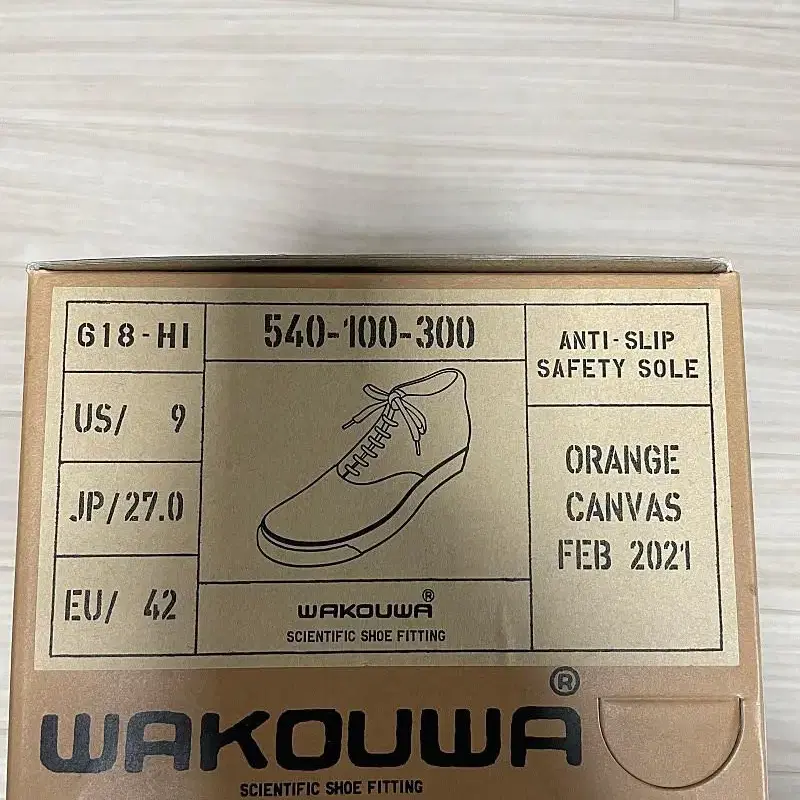 G18-HI
540-100-300
ANTI-SLIP
SAFETY SOLE
US/ 9
JP/27.0
EU/ 42
ORANGE
CANVAS
FEB 2021
WAKOUWA®
SCIENTIFIC SHOE FITTING
WAKOUWA®
SCIENTIFIC SHOE FITTING